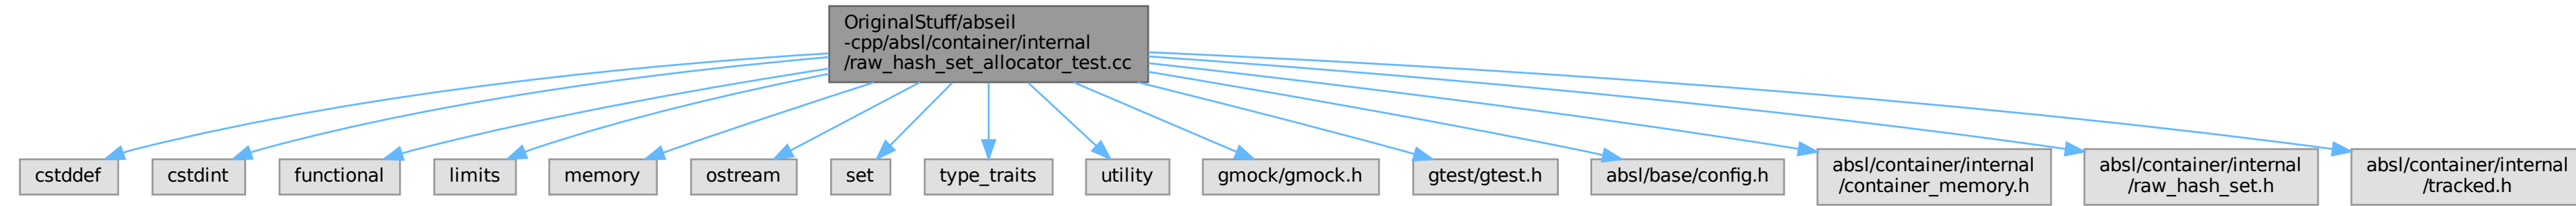 OriginalStuff/abseil
-cpp/absl/container/internal
/raw_hash_set_allocator_test.cc
cstddef
cstdint
functional
limits
memory
ostream
set
type_traits
utility
gmock/gmock.h
gtest/gtest.h
absl/base/config.h
absl/container/internal
/container_memory.h
absl/container/internal
/raw_hash_set.h
absl/container/internal
/tracked.h